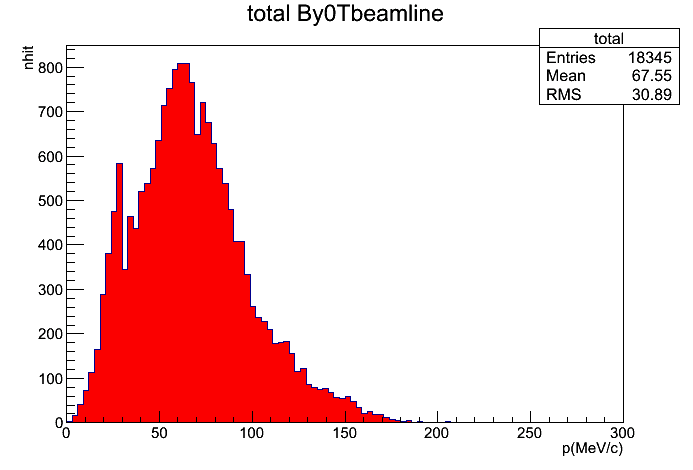 total By0Tbeamline
total
Entries 18345
Mean 67.55
RMS 30.89
nhit
800
700
600
500
400
300
200
100
0
0 50 100 150 200 250 300
p(MeV/c)